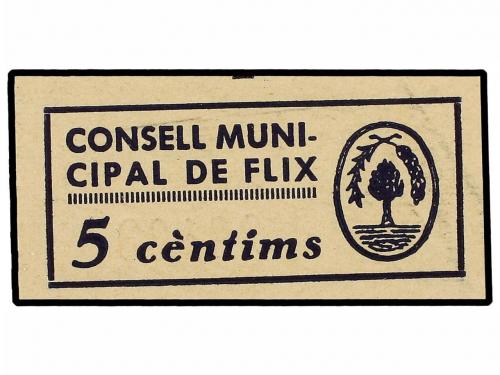 CONSELL MUNI-
CIPAL DE FLIX
5 cèntims